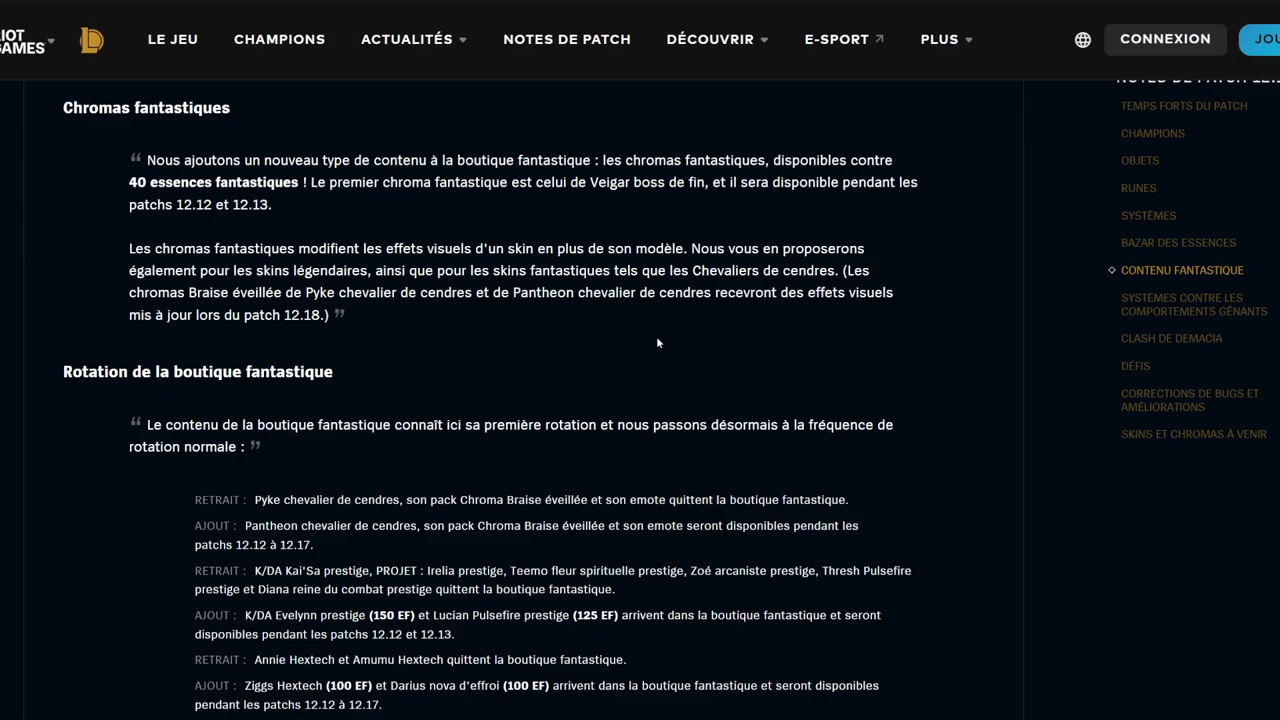 RIOT GAMES
LE JEU CHAMPIONS ACTUALITÉS NOTES DE PATCH DÉCOUVRIR E-SPORT PLUS CONNEXION
Chromas fantastiques
“ Nous ajoutons un nouveau type de contenu à la boutique fantastique : les chromas fantastiques, disponibles contre
40 essences fantastiques ! Le premier chroma fantastique est celui de Veigar boss de fin, et il sera disponible pendant les
patchs 12.12 et 12.13.
Les chromas fantastiques modifient les effets visuels d'un skin en plus de son modèle. Nous vous en proposerons
également pour les skins légendaires, ainsi que pour les skins fantastiques tels que les Chevaliers de cendres. (Les
chromas Braise éveillée de Pyke chevalier de cendres et de Pantheon chevalier de cendres recevront des effets visuels
mis à jour lors du patch 12.18.) ”
Rotation de la boutique fantastique
“ Le contenu de la boutique fantastique connaît ici sa première rotation et nous passons désormais à la fréquence de
rotation normale : ”
RETRAIT : Pyke chevalier de cendres, son pack Chroma Braise éveillée et son emote quittent la boutique fantastique.
AJOUT : Pantheon chevalier de cendres, son pack Chroma Braise éveillée et son emote seront disponibles pendant les
patchs 12.12 à 12.17.
RETRAIT : K/DA Kai'Sa prestige, PROJET : Irelia prestige, Teemo fleur spirituelle prestige, Zoé arcaniste prestige, Thresh Pulsefire
prestige et Diana reine du combat prestige quittent la boutique fantastique.
AJOUT : K/DA Evelynn prestige (150 EF) et Lucian Pulsefire prestige (125 EF) arrivent dans la boutique fantastique et seront
disponibles pendant les patchs 12.12 et 12.13.
RETRAIT : Annie Hextech et Amumu Hextech quittent la boutique fantastique.
AJOUT : Ziggs Hextech (100 EF) et Darius nova d'effroi (100 EF) arrivent dans la boutique fantastique et seront disponibles
pendant les patchs 12.12 à 12.17.
NOTES DE PATCH
TEMPS FORTS DU PATCH
CHAMPIONS
OBJETS
RUNES
SYSTÈMES
BAZAR DES ESSENCES
CONTENU FANTASTIQUE
SYSTÈMES CONTRE LES
COMPORTEMENTS GÊNANTS
CLASH DE DEMACIA
DÉFIS
CORRECTIONS DE BUGS ET
AMÉLIORATIONS
SKINS ET CHROMAS À VENIR